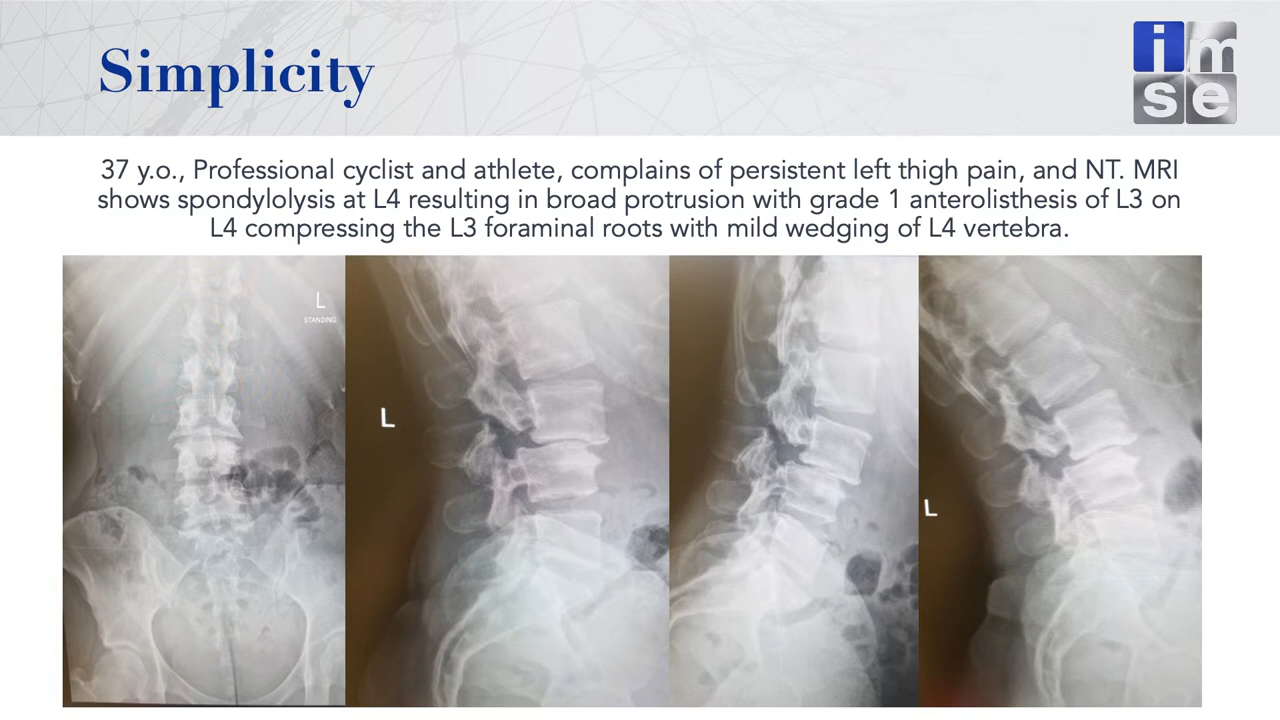 Simplicity
im
se
37 y.o., Professional cyclist and athlete, complains of persistent left thigh pain, and NT. MRI
shows spondylolysis at L4 resulting in broad protrusion with grade 1 anterolisthesis of L3 on
L4 compressing the L3 foraminal roots with mild wedging of L4 vertebra.
L
STANDING
L
L